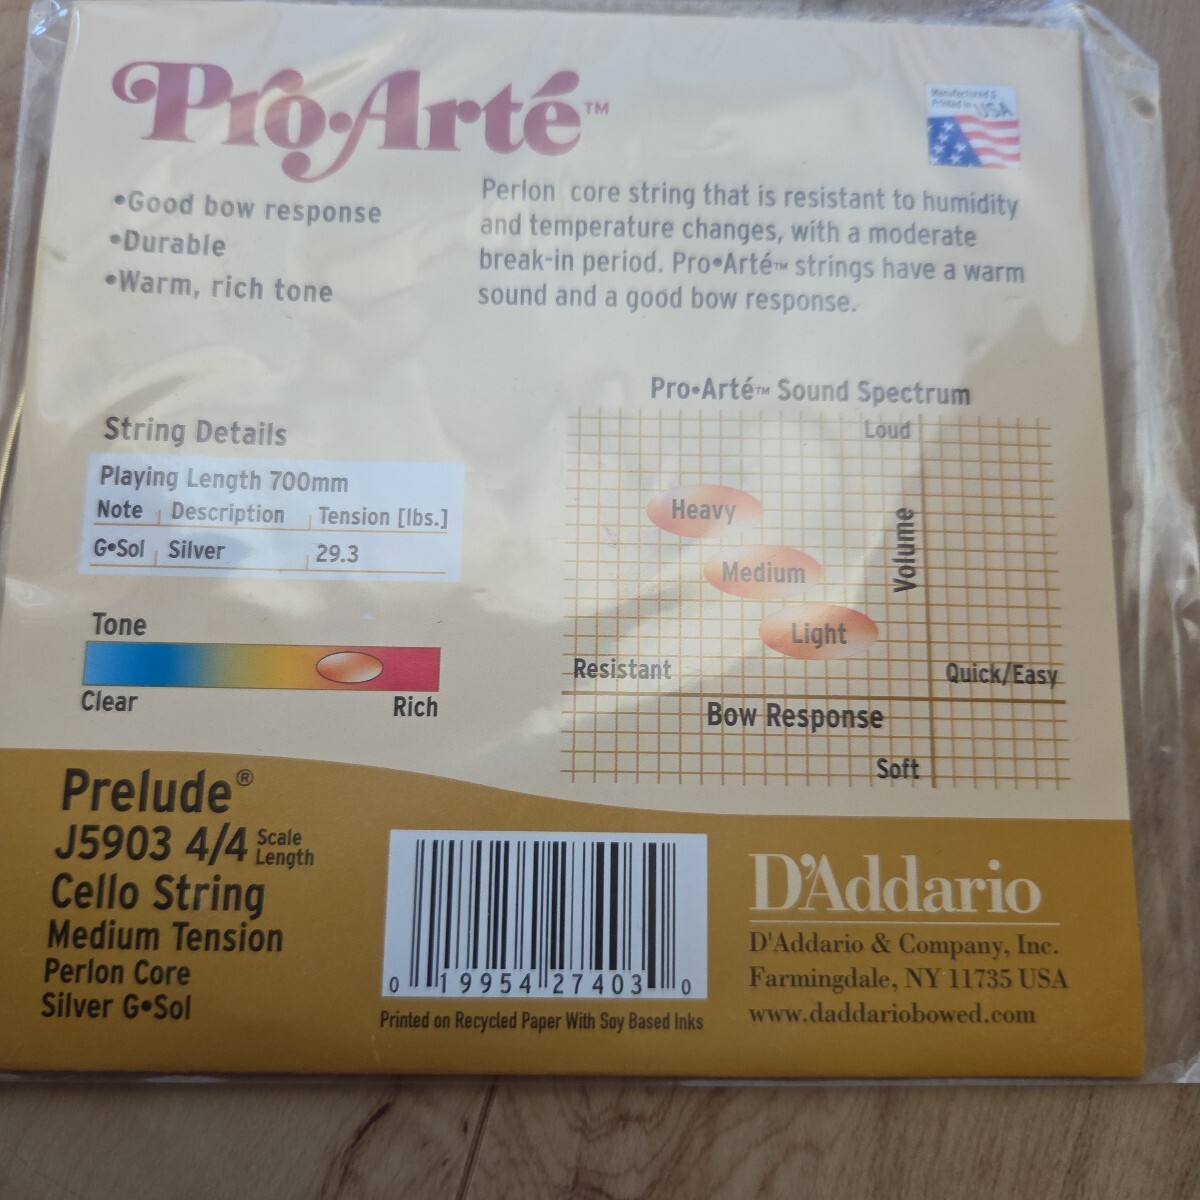 Pro•Arté™
Manufactured &
Printed in USA
•Good bow response
•Durable
•Warm, rich tone
Perlon core string that is resistant to humidity
and temperature changes, with a moderate
break-in period. Pro•Arté™ strings have a warm
sound and a good bow response.
String Details
Playing Length 700mm
Note Description Tension [lbs.]
G•Sol Silver 29.3
Tone
Clear Rich
Pro•Arté™ Sound Spectrum
Loud
Heavy
Volume
Medium
Light
Resistant Quick/Easy
Bow Response
Soft
Prelude®
J5903 4/4 Scale Length
Cello String
Medium Tension
Perlon Core
Silver G•Sol
0 19954 27403 0
Printed on Recycled Paper With Soy Based Inks
D'Addario
D'Addario & Company, Inc.
Farmingdale, NY 11735 USA
www.daddariobowed.com